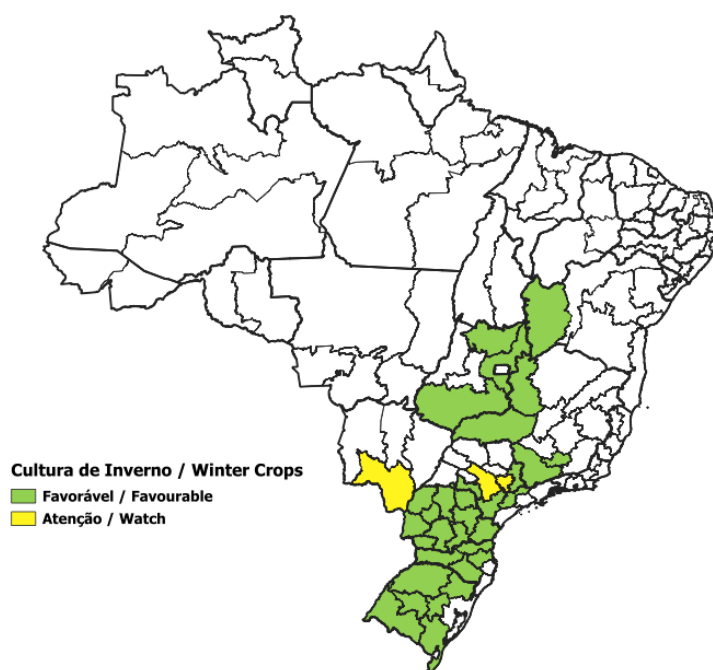 Cultura de Inverno / Winter Crops
Favorável / Favourable
Atenção / Watch